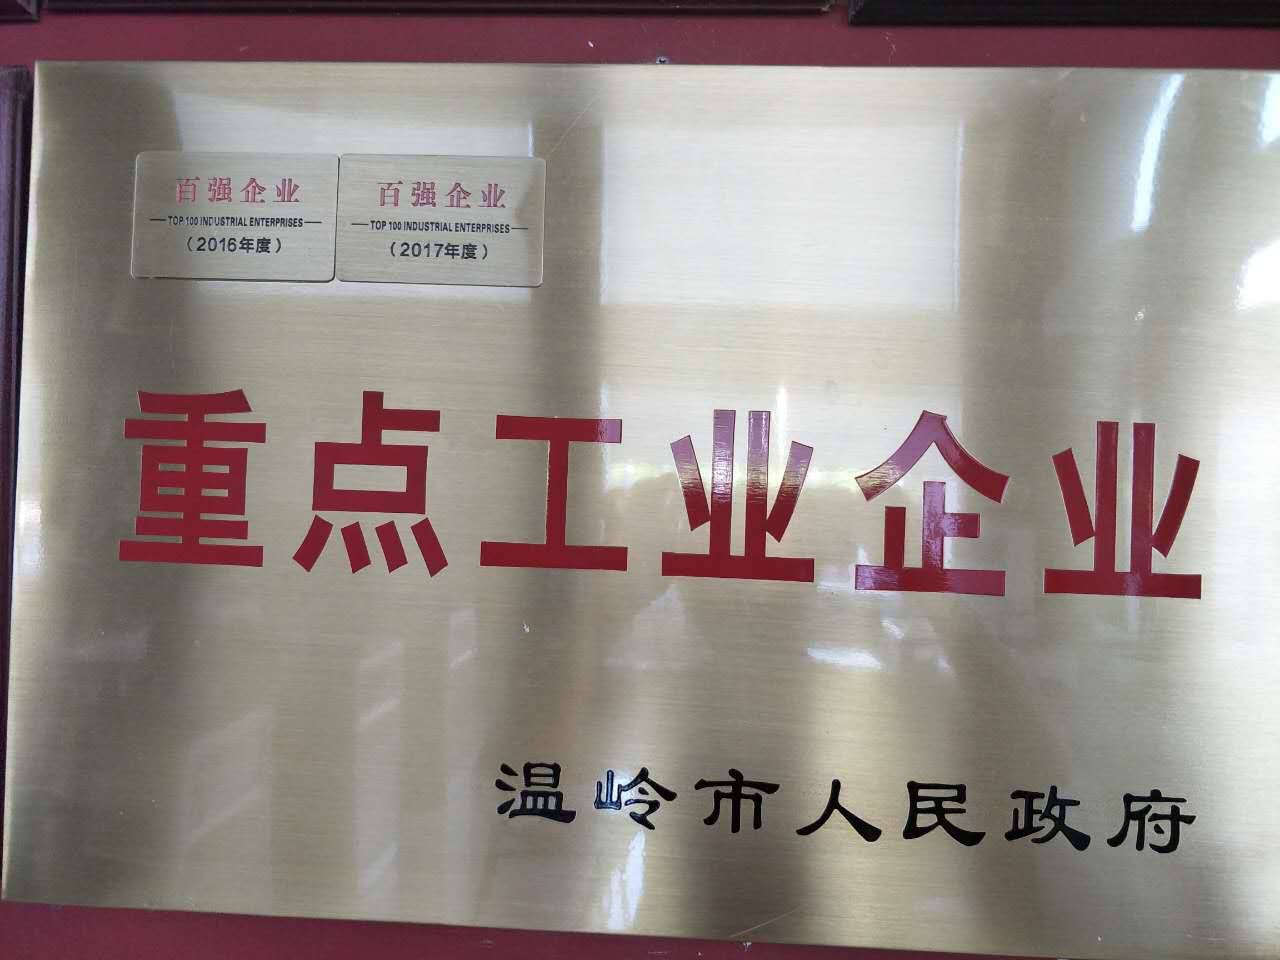 百强企业
TOP 100 INDUSTRIAL ENTERPRISES
（2016年度）
百强企业
TOP 100 INDUSTRIAL ENTERPRISES
（2017年度）
重点工业企业
温岭市人民政府